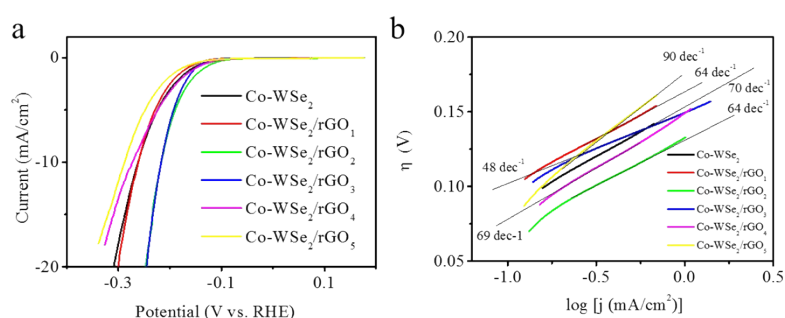 a
0
-10
-20
Current (mA/cm²)
-0.3
-0.1
0.1
Potential (V vs. RHE)
Co-WSe₂
Co-WSe₂/rGO₁
Co-WSe₂/rGO₂
Co-WSe₂/rGO₃
Co-WSe₂/rGO₄
Co-WSe₂/rGO₅
b
0.20
0.15
0.10
0.05
η (V)
-1.0
-0.5
0.0
0.5
log [j (mA/cm²)]
90 dec⁻¹
64 dec⁻¹
70 dec⁻¹
64 dec⁻¹
48 dec⁻¹
69 dec-1
Co-WSe₂
Co-WSe₂/rGO₁
Co-WSe₂/rGO₂
Co-WSe₂/rGO₃
Co-WSe₂/rGO₄
Co-WSe₂/rGO₅